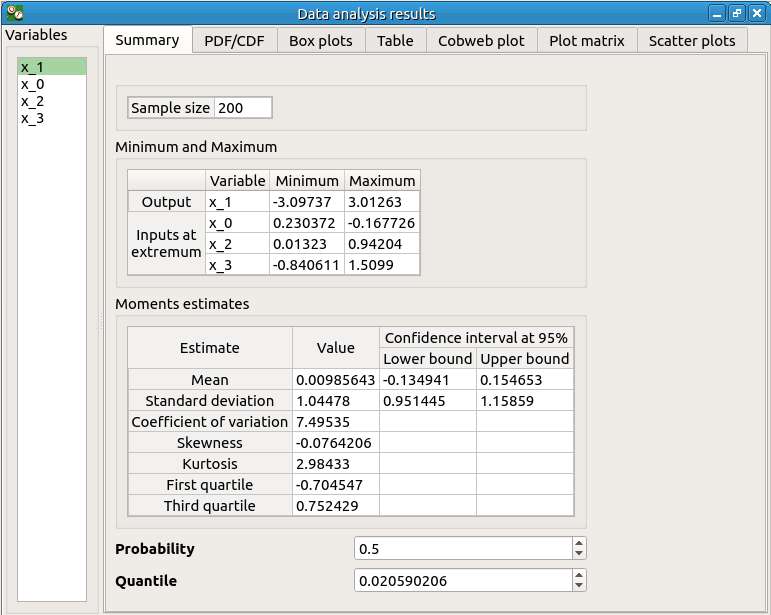 Data analysis results
Variables
x_1
x_0
x_2
x_3
Summary PDF/CDF Box plots Table Cobweb plot Plot matrix Scatter plots
Sample size 200
Minimum and Maximum
Variable Minimum Maximum
Output x_1 -3.09737 3.01263
Inputs at extremum x_0 0.230372 -0.167726
x_2 0.01323 0.94204
x_3 -0.840611 1.5099
Moments estimates
Estimate Value Confidence interval at 95%
Lower bound Upper bound
Mean 0.00985643 -0.134941 0.154653
Standard deviation 1.04478 0.951445 1.15859
Coefficient of variation 7.49535
Skewness -0.0764206
Kurtosis 2.98433
First quartile -0.704547
Third quartile 0.752429
Probability 0.5
Quantile 0.020590206